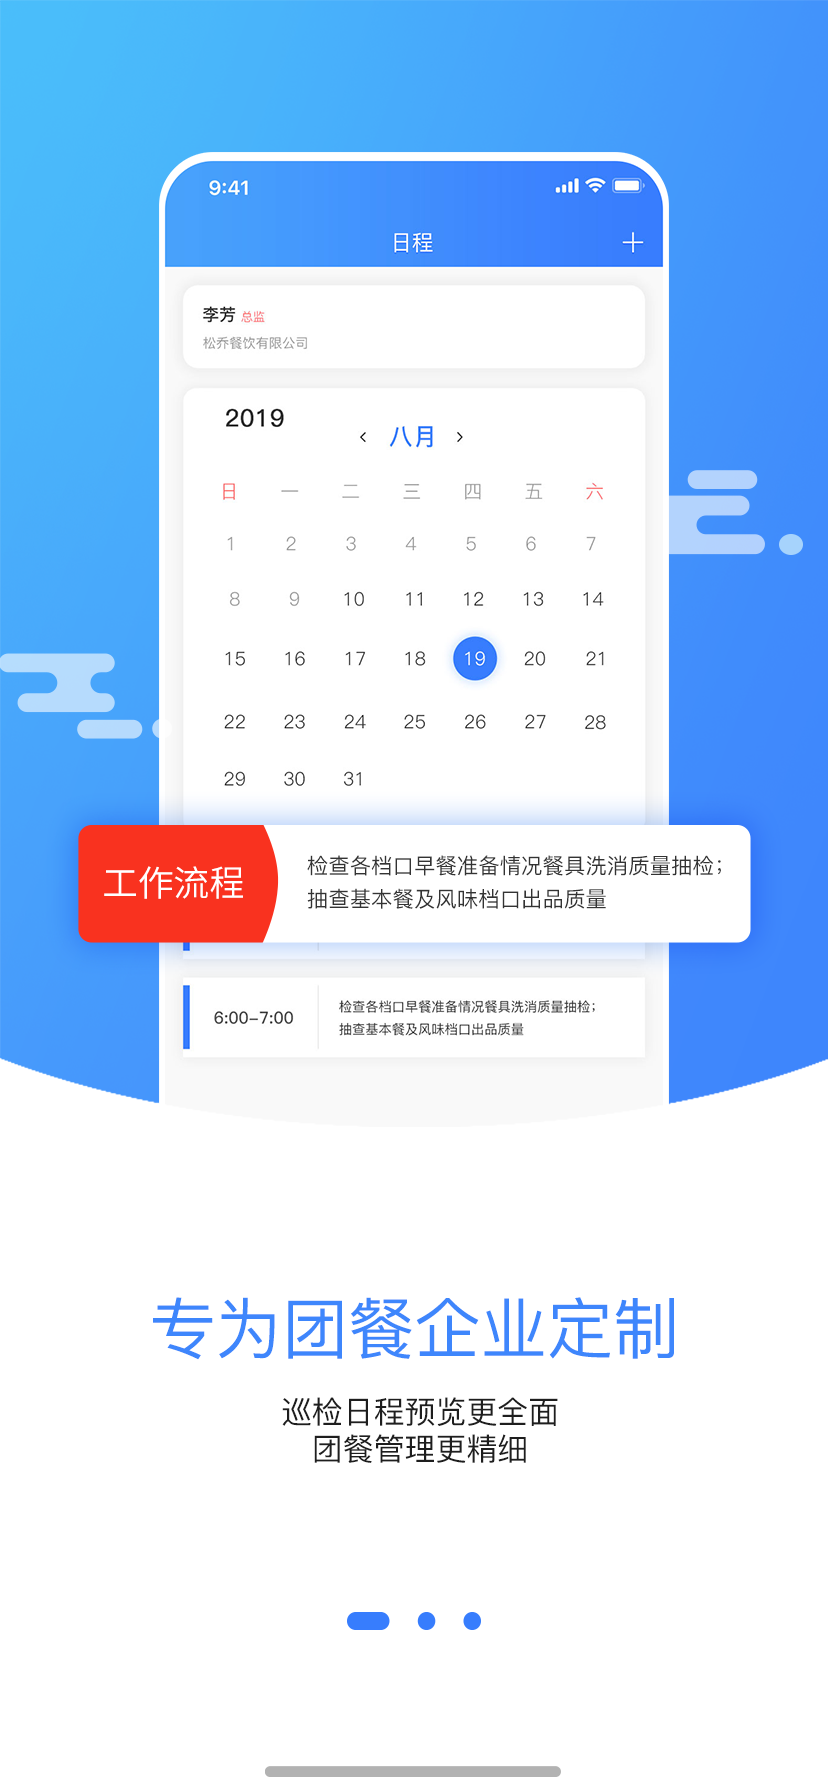 9:41
日程
李芳 总监
松乔餐饮有限公司
2019
八月
日 一 二 三 四 五 六
1 2 3 4 5 6 7
8 9 10 11 12 13 14
15 16 17 18 19 20 21
22 23 24 25 26 27 28
29 30 31
工作流程
检查各档口早餐准备情况餐具洗消质量抽检；
抽查基本餐及风味档口出品质量
6:00–7:00
检查各档口早餐准备情况餐具洗消质量抽检；
抽查基本餐及风味档口出品质量
专为团餐企业定制
巡检日程预览更全面
团餐管理更精细